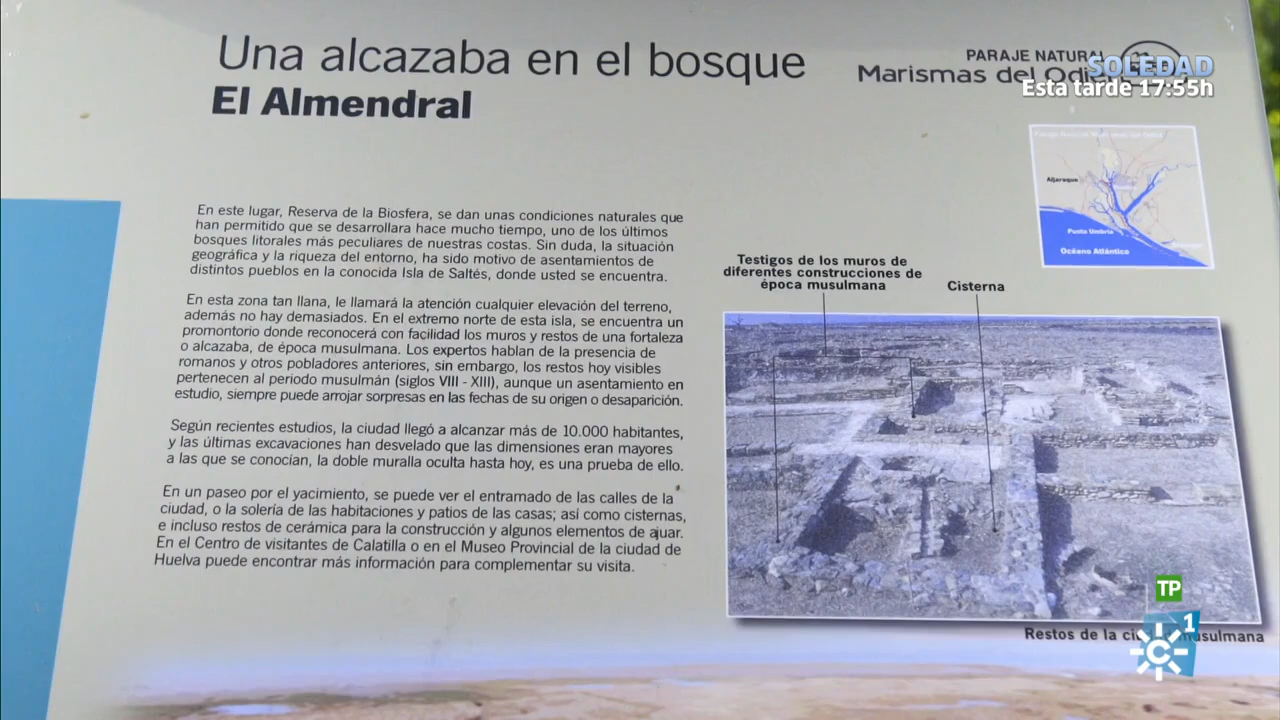 Una alcazaba en el bosque
El Almendral
PARAJE NATURAL
Marismas del
SOLEDAD
Esta tarde 17:55h
Aljaraque
Punta Umbría
Océano Atlántico
En este lugar, Reserva de la Biosfera, se dan unas condiciones naturales que
han permitido que se desarrollara hace mucho tiempo, uno de los últimos
bosques litorales más peculiares de nuestras costas. Sin duda, la situación
geográfica y la riqueza del entorno, ha sido motivo de asentamientos de
distintos pueblos en la conocida Isla de Saltés, donde usted se encuentra.
En esta zona tan llana, le llamará la atención cualquier elevación del terreno,
además no hay demasiados. En el extremo norte de esta isla, se encuentra un
promontorio donde reconocerá con facilidad los muros y restos de una fortaleza
o alcazaba, de época musulmana. Los expertos hablan de la presencia de
romanos y otros pobladores anteriores, sin embargo, los restos hoy visibles
pertenecen al periodo musulmán (siglos VIII - XIII), aunque un asentamiento en
estudio, siempre puede arrojar sorpresas en las fechas de su origen o desaparición.
Según recientes estudios, la ciudad llegó a alcanzar más de 10.000 habitantes,
y las últimas excavaciones han desvelado que las dimensiones eran mayores
a las que se conocían, la doble muralla oculta hasta hoy, es una prueba de ello.
En un paseo por el yacimiento, se puede ver el entramado de las calles de la
ciudad, o la solería de las habitaciones y patios de las casas; así como cisternas,
e incluso restos de cerámica para la construcción y algunos elementos de ajuar.
En el Centro de visitantes de Calatilla o en el Museo Provincial de la ciudad de
Huelva puede encontrar más información para complementar su visita.
Testigos de los muros de
diferentes construcciones de
época musulmana
Cisterna
Restos de la musulmana
TP
1